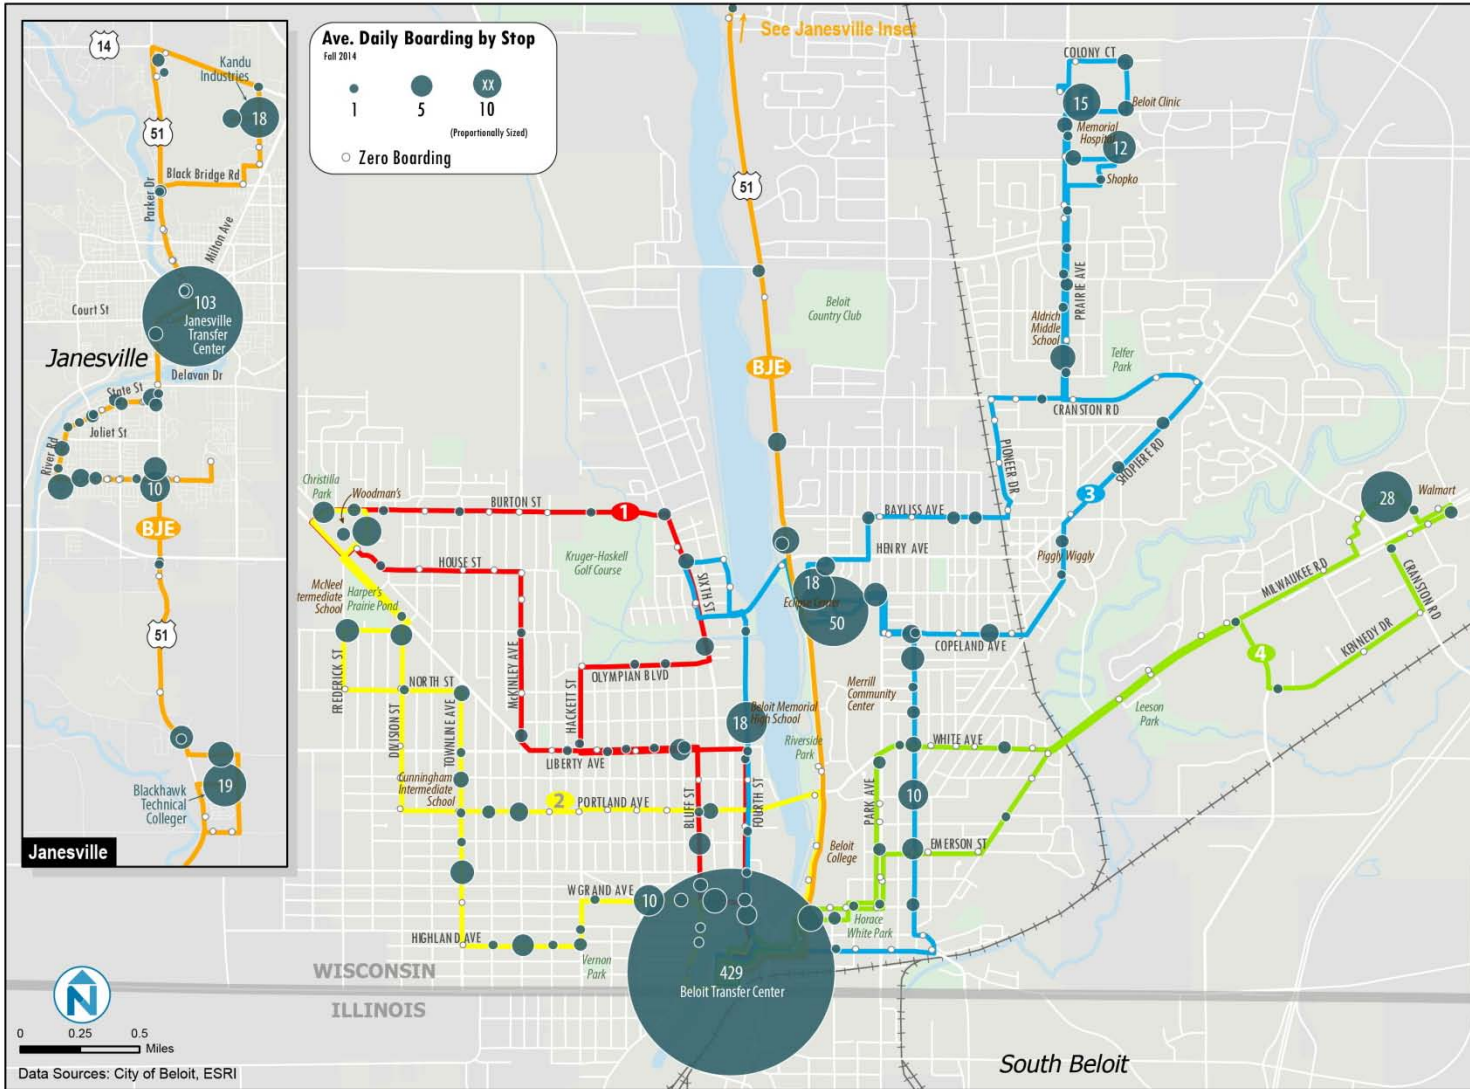 Ave. Daily Boarding by Stop
Fall 2014
xx
1
5
10
(Proportionally Sized)
Zero Boarding
See Janesville Inset
14
Kandu
Industries
18
51
Black Bridge Rd
Parker Dr
Milton Ave
103
Janesville
Transfer
Center
Court St
Janesville
Delavan Dr
State St
Joliet St
River Rd
10
BJE
51
19
Blackhawk
Technical
Colleger
Janesville
COLONY CT
15
Beloit Clinic
Memorial
Hospital
12
Shopko
51
PRAIRIE AVE
Beloit
Country Club
Aldrich
Middle
School
Telfer
Park
BJE
CRANSTON RD
PIONEER DR
SHOPIERE RD
3
Christilla
Park
Woodman's
BURTON ST
1
BAYLISS AVE
28
Walmart
HENRY AVE
Kruger-Haskell
Golf Course
HOUSE ST
SIXTH ST
Piggly Wiggly
MILWAUKEE RD
CRANSTON RD
McNeel
ntermediate
School
Harper's
Prairie Pond
18
Eclipse Center
50
COPELAND AVE
KENNEDY DR
4
FREDERICK ST
McKINLEY AVE
OLYMPIAN BLVD
HACKETT ST
NORTH ST
DIVISION ST
TOWNLINE AVE
Merrill
Community
Center
Leeson
Park
18
Beloit Memorial
High School
Riverside
Park
WHITE AVE
LIBERTY AVE
Cunningham
Intermediate
School
2
PORTLAND AVE
BLUFF ST
FOURTH ST
PARK AVE
10
EMERSON ST
Beloit
College
W GRAND AVE
10
Horace
White Park
HIGHLAND AVE
Vernon
Park
429
Beloit Transfer Center
WISCONSIN
ILLINOIS
N
0
0.25
0.5
Miles
South Beloit
Data Sources: City of Beloit, ESRI